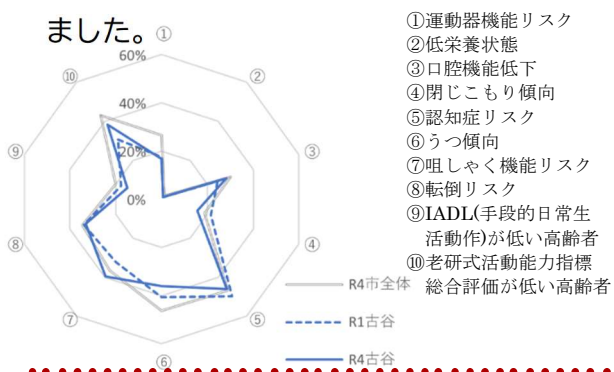 ました。
①
②
③
④
⑤
⑥
⑦
⑧
⑨
⑩
60%
40%
20%
0%
R4市全体
R1古谷
R4古谷
①運動器機能リスク
②低栄養状態
③口腔機能低下
④閉じこもり傾向
⑤認知症リスク
⑥うつ傾向
⑦咀しゃく機能リスク
⑧転倒リスク
⑨IADL(手段的日常生
活動作)が低い高齢者
⑩老研式活動能力指標
総合評価が低い高齢者